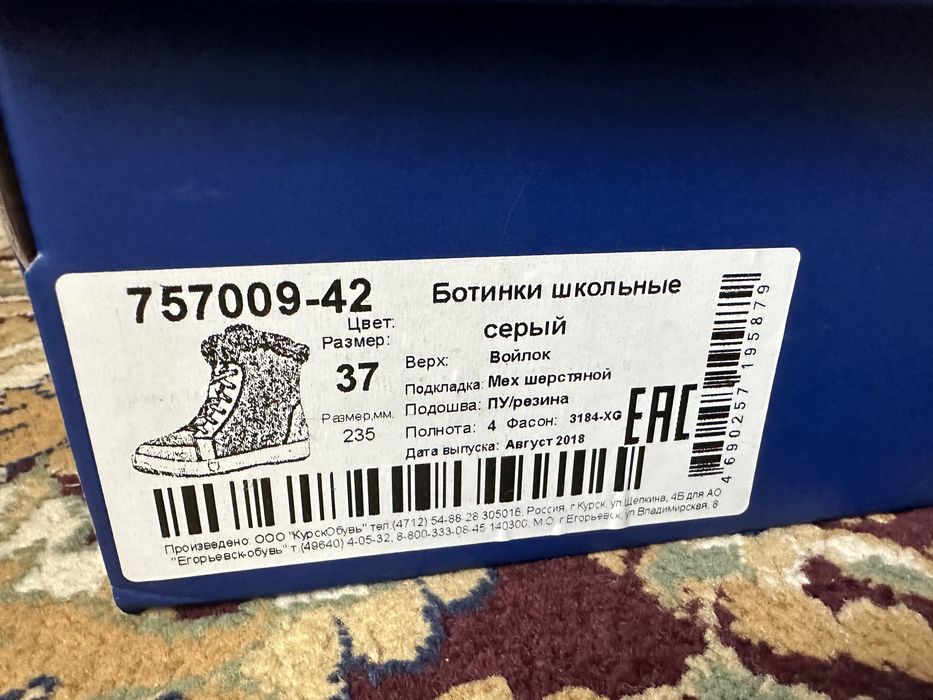 757009-42
Ботинки школьные
Цвет: серый
Размер: 37
Верх: Войлок
Подкладка: Мех шерстяной
Размер,мм. 235
Подошва: ПУ/резина
Полнота: 4 Фасон: 3184-XG
Дата выпуска: Август 2018
EAC
4690257195879
Произведено: ООО "КурскОбувь" тел.(4712) 54-88-28 305016, Россия, г Курск, ул Щепкина, 4Б для АО
"Егорьевск-обувь" т.(49640) 4-05-32, 8-800-333-08-45 140300, М.О, г Егорьевск, ул Владимирская, 8